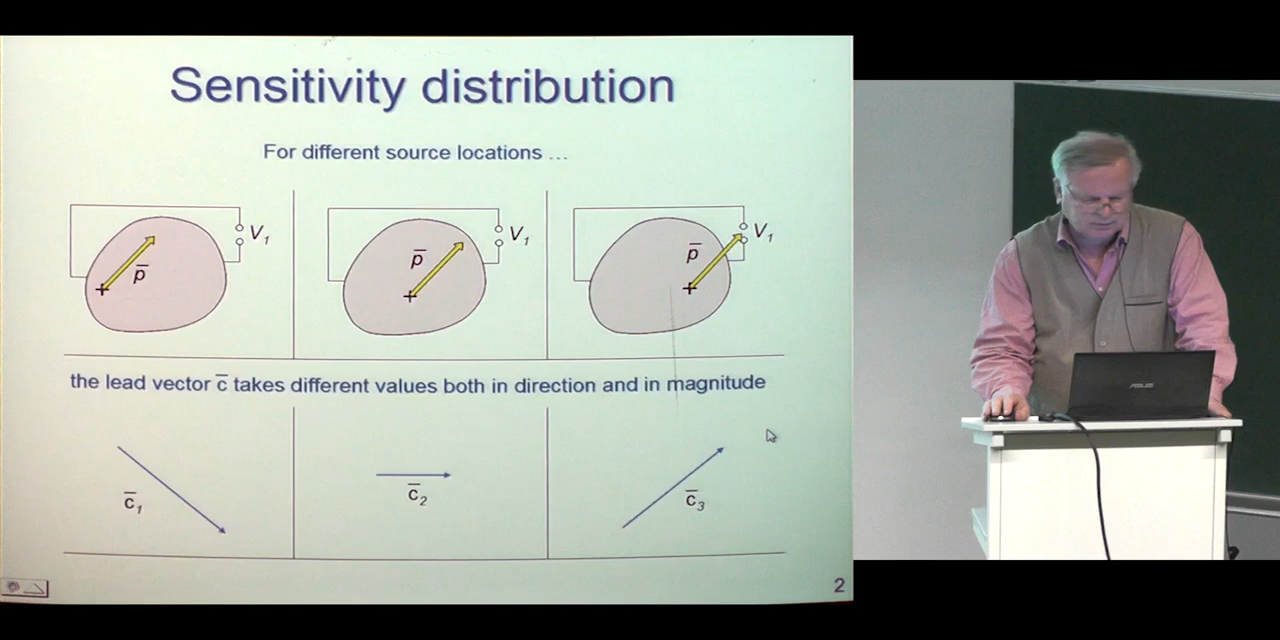 Sensitivity distribution
For different source locations ...
V1
p̅
V1
p̅
V1
p̅
the lead vector c̅ takes different values both in direction and in magnitude
c̅1
c̅2
c̅3
2
ASUS